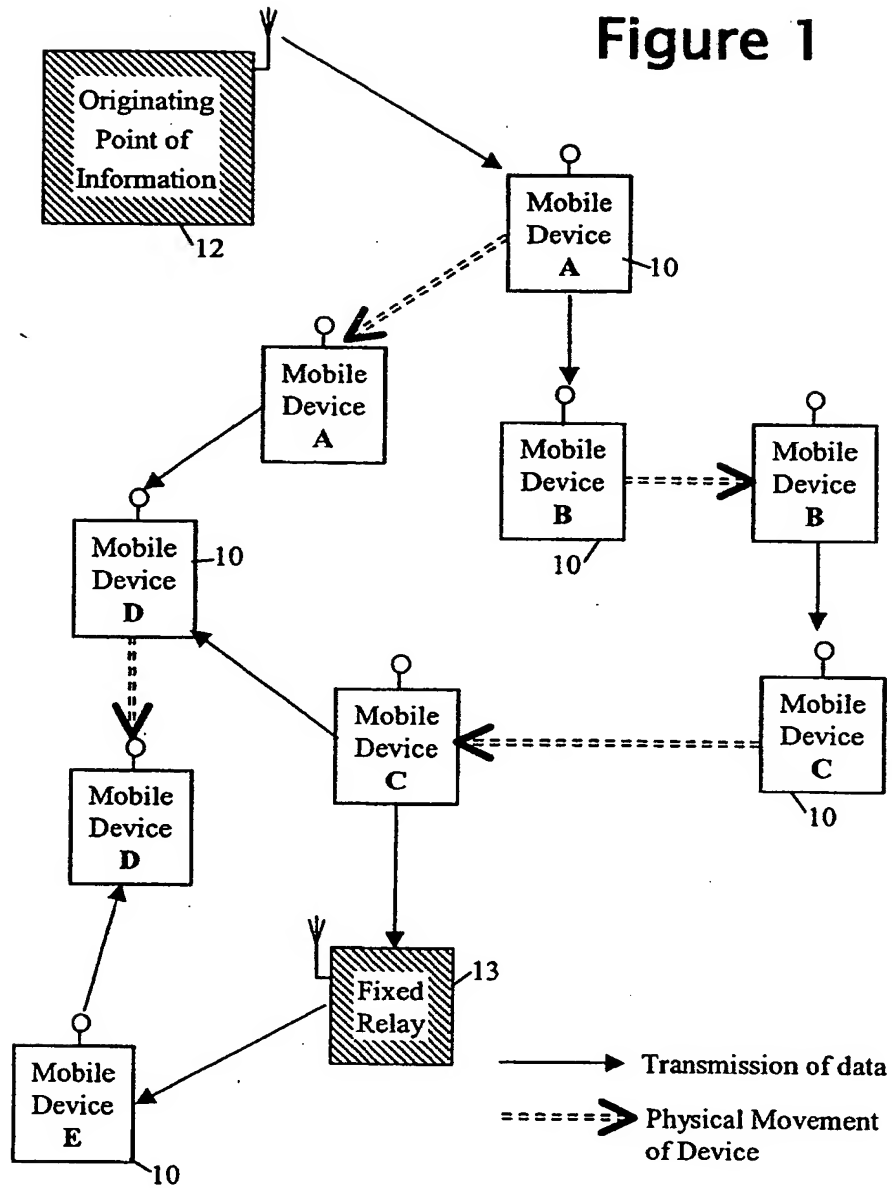 Figure 1
Originating
Point of
Information
12
Mobile
Device
A
10
Mobile
Device
A
Mobile
Device
B
10
Mobile
Device
B
Mobile
Device
D
10
Mobile
Device
C
Mobile
Device
C
10
Mobile
Device
D
Fixed
Relay
13
Mobile
Device
E
10
Transmission of data
Physical Movement
of Device